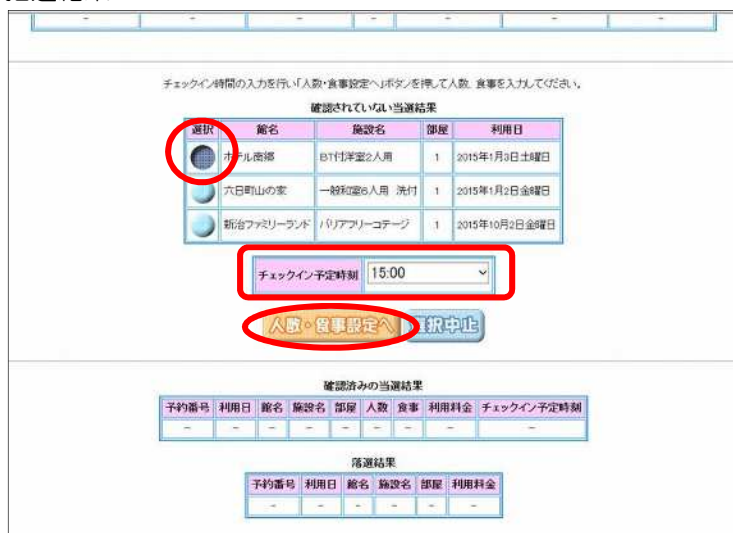 チェックイン時間の入力を行い「人数・食事設定へ」ボタンを押して人数、食事を入力してください。
確認されていない当選結果
選択 館名 施設名 部屋 利用日
ホテル南郷 BT付洋室2人用 1 2015年1月3日土曜日
六日町山の家 一般和室6人用 洗付 1 2015年1月2日金曜日
新治ファミリーランド バリアフリーコテージ 1 2015年10月2日金曜日
チェックイン予定時刻 15:00
人数・食事設定へ 選択中止
確認済みの当選結果
予約番号 利用日 館名 施設名 部屋 人数 食事 利用料金 チェックイン予定時刻
- - - - - - - - -
落選結果
予約番号 利用日 館名 施設名 部屋 利用料金
- - - - - -